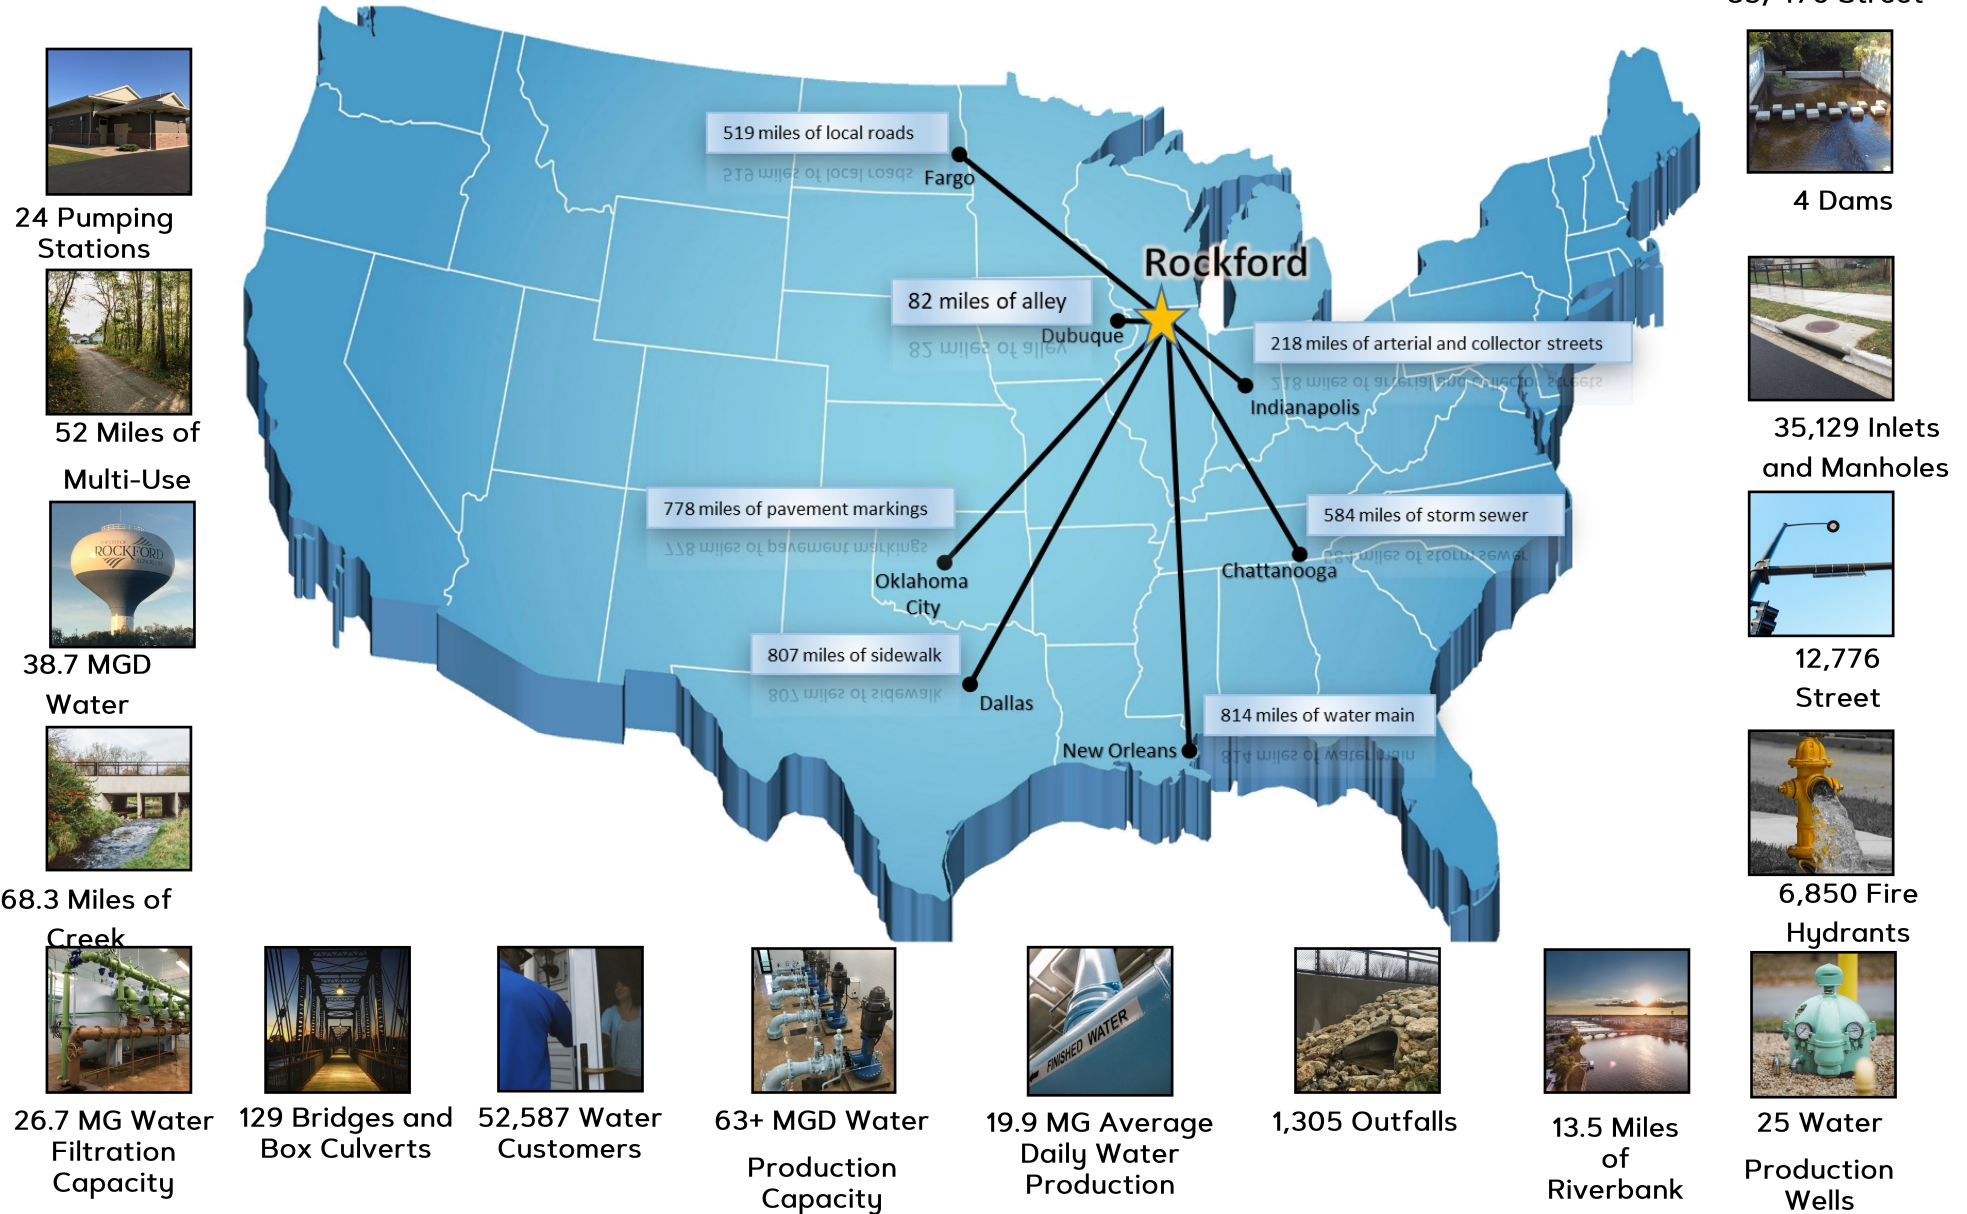 519 miles of local roads
Fargo
Rockford
82 miles of alley
Dubuque
218 miles of arterial and collector streets
Indianapolis
778 miles of pavement markings
Oklahoma
City
584 miles of storm sewer
Chattanooga
807 miles of sidewalk
Dallas
814 miles of water main
New Orleans
24 Pumping
Stations
52 Miles of
Multi-Use
ROCKFORD
38.7 MGD
Water
68.3 Miles of
Creek
Street
4 Dams
35,129 Inlets
and Manholes
12,776
Street
6,850 Fire
Hydrants
26.7 MG Water
Filtration
Capacity
129 Bridges and
Box Culverts
52,587 Water
Customers
63+ MGD Water
Production
Capacity
FINISHED WATER
19.9 MG Average
Daily Water
Production
1,305 Outfalls
13.5 Miles
of
Riverbank
25 Water
Production
Wells